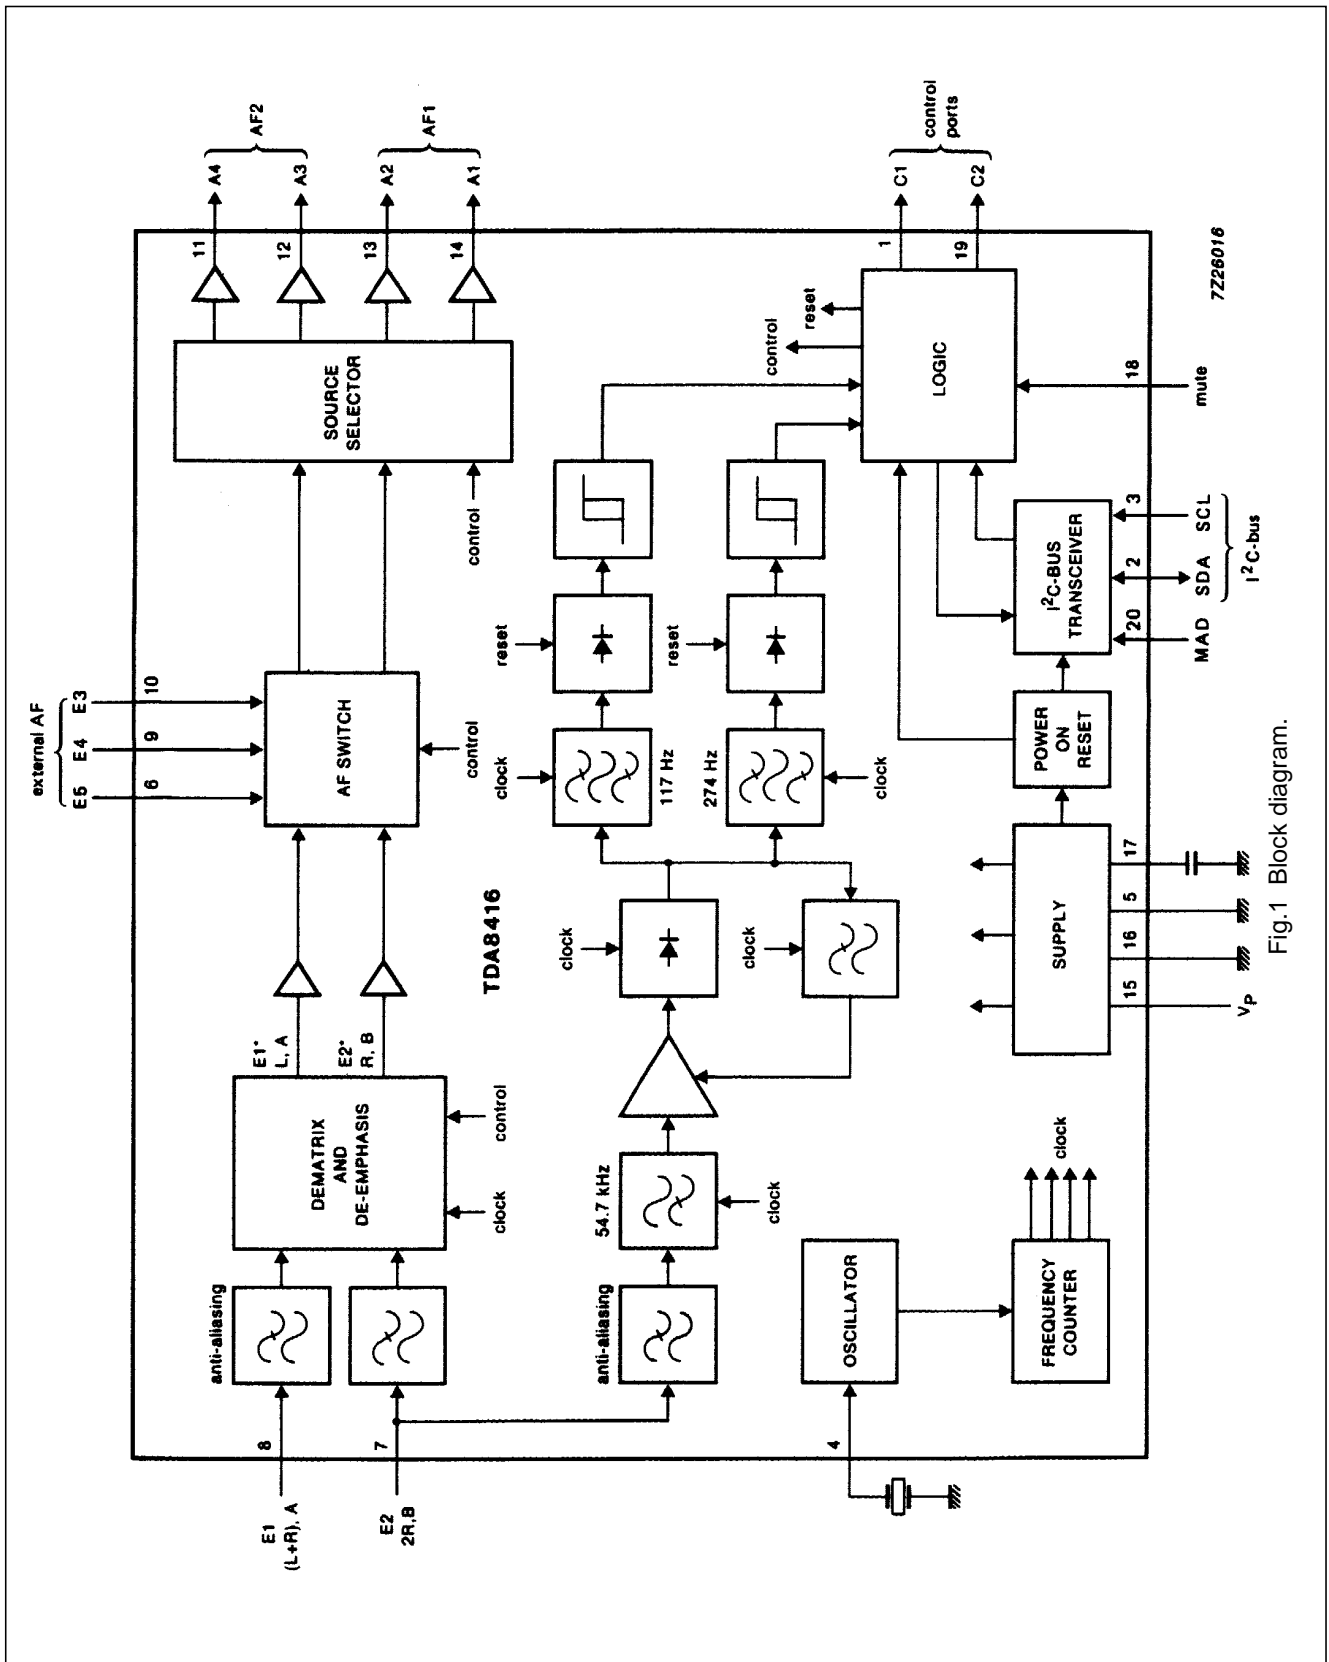 external AF
E5
E4
E3
6
9
10
E1
(L+R), A
8
anti-aliasing
DEMATRIX
AND
DE-EMPHASIS
E1*
L, A
AF SWITCH
SOURCE
SELECTOR
11
A4
12
A3
AF2
E2
2R,B
7
E2*
R, B
13
A2
14
A1
AF1
clock
control
control
control
TDA8416
anti-aliasing
54.7 kHz
clock
clock
clock
clock
117 Hz
reset
274 Hz
clock
reset
control
reset
LOGIC
1
C1
19
C2
control
ports
4
OSCILLATOR
FREQUENCY
COUNTER
clock
SUPPLY
POWER
ON
RESET
I²C-BUS
TRANSCEIVER
15
16
5
17
20
2
3
18
VP
MAD
SDA
SCL
I²C-bus
mute
7Z26016
Fig.1 Block diagram.